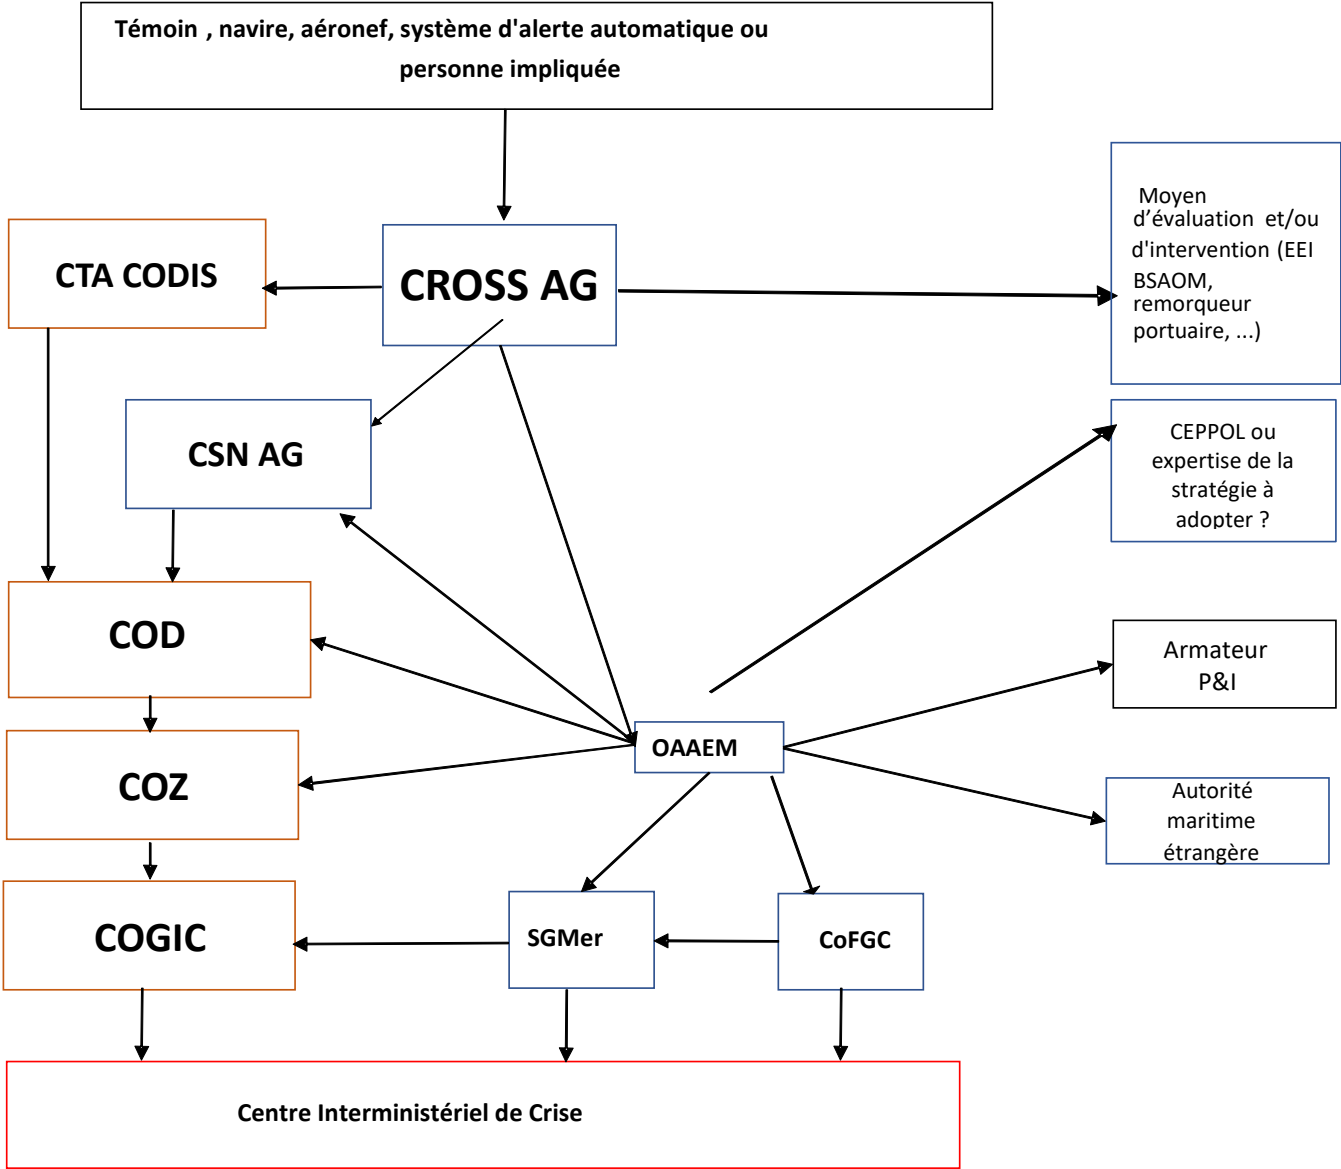 Témoin , navire, aéronef, système d'alerte automatique ou
personne impliquée
Moyen
d’évaluation et/ou
d'intervention (EEI
BSAOM,
remorqueur
portuaire, ...)
CTA CODIS
CROSS AG
CSN AG
CEPPOL ou
expertise de la
stratégie à
adopter ?
COD
Armateur
P&I
OAAEM
COZ
Autorité
maritime
étrangère
COGIC
SGMer
CoFGC
Centre Interministériel de Crise